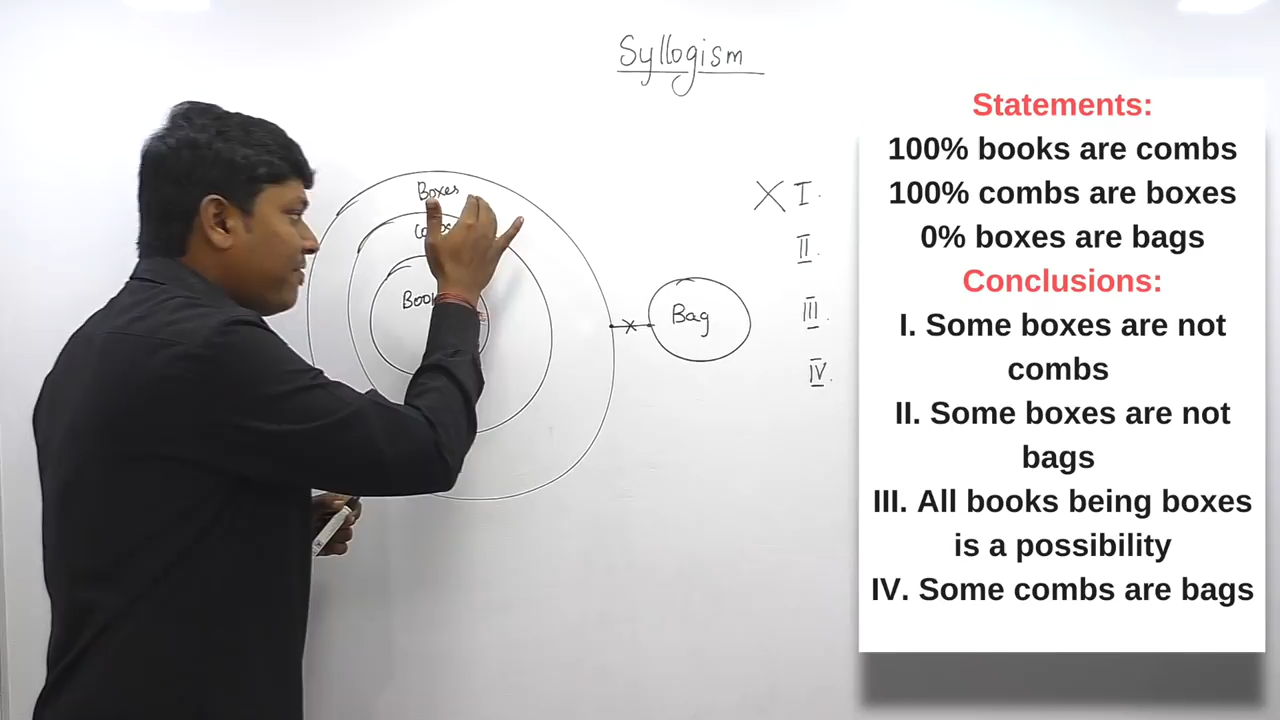 Syllogism
Boxes
Bag
X I.
II.
III.
IV.
Statements:
100% books are combs
100% combs are boxes
0% boxes are bags
Conclusions:
I. Some boxes are not
combs
II. Some boxes are not
bags
III. All books being boxes
is a possibility
IV. Some combs are bags